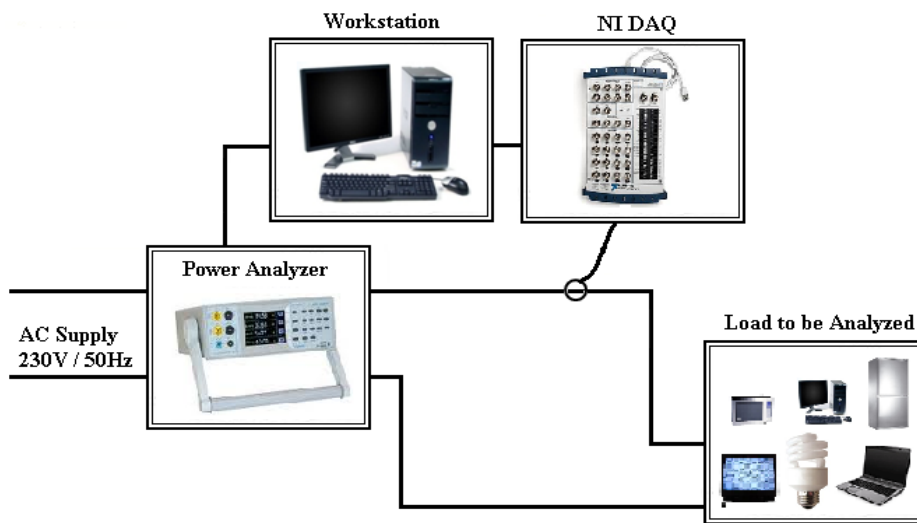 Workstation
NI DAQ
Power Analyzer
AC Supply
230V / 50Hz
Load to be Analyzed